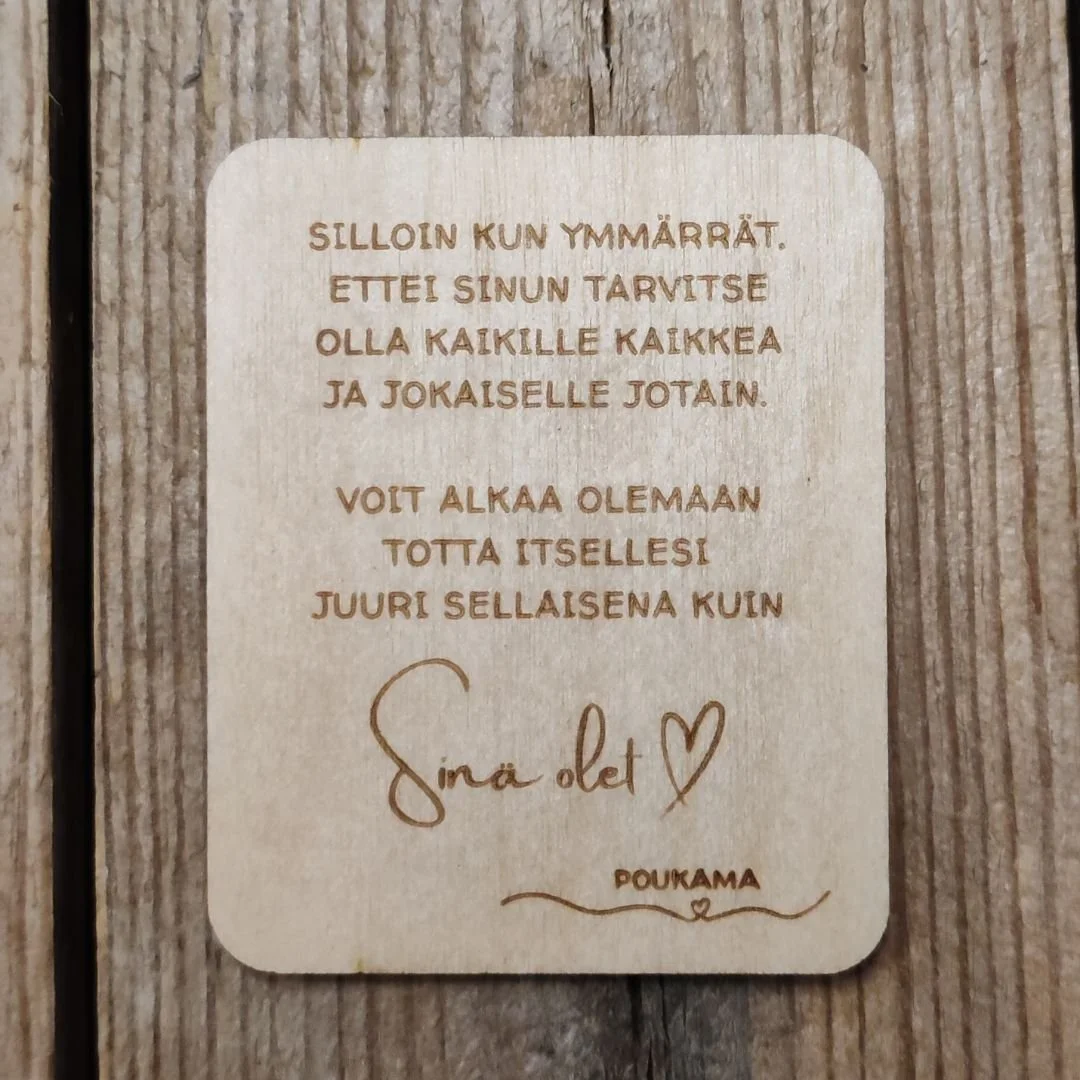 SILLOIN KUN YMMÄRRÄT,
ETTEI SINUN TARVITSE
OLLA KAIKILLE KAIKKEA
JA JOKAISELLE JOTAIN.
VOIT ALKAA OLEMAAN
TOTTA ITSELLESI
JUURI SELLAISENA KUIN
Sinä olet
POUKAMA